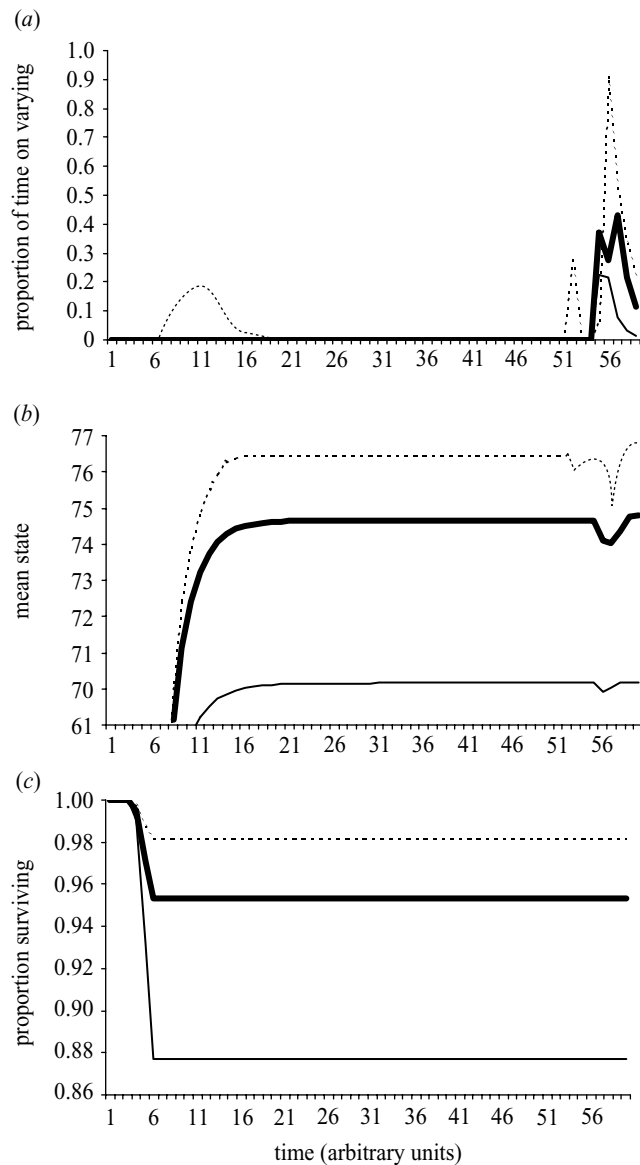 (a)
proportion of time on varying
1.0
0.9
0.8
0.7
0.6
0.5
0.4
0.3
0.2
0.1
0
1 6 11 16 21 26 31 36 41 46 51 56
(b)
mean state
77
76
75
74
73
72
71
70
61
1 6 11 16 21 26 31 36 41 46 51 56
(c)
proportion surviving
1.00
0.98
0.96
0.94
0.92
0.90
0.88
0.86
1 6 11 16 21 26 31 36 41 46 51 56
time (arbitrary units)